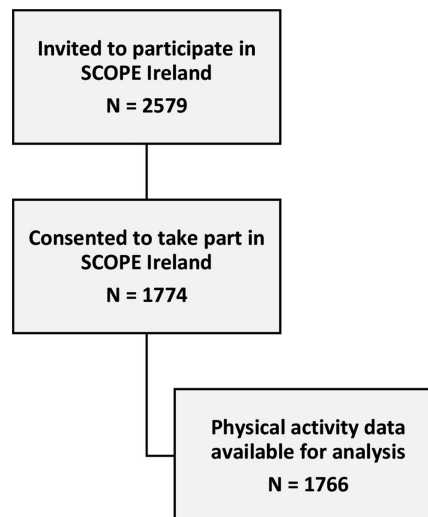 Invited to participate in
SCOPE Ireland
N = 2579
Consented to take part in
SCOPE Ireland
N = 1774
Physical activity data
available for analysis
N = 1766